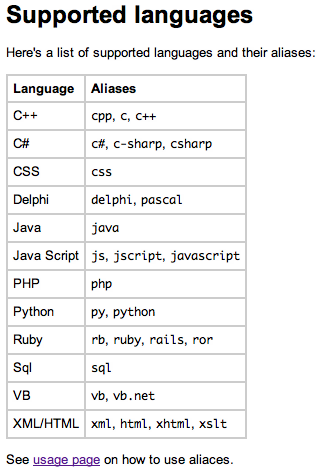 Supported languages
Here's a list of supported languages and their aliases:
Language Aliases
C++ cpp, c, c++
C# c#, c-sharp, csharp
CSS css
Delphi delphi, pascal
Java java
Java Script js, jscript, javascript
PHP php
Python py, python
Ruby rb, ruby, rails, ror
Sql sql
VB vb, vb.net
XML/HTML xml, html, xhtml, xslt
See usage page on how to use aliaces.